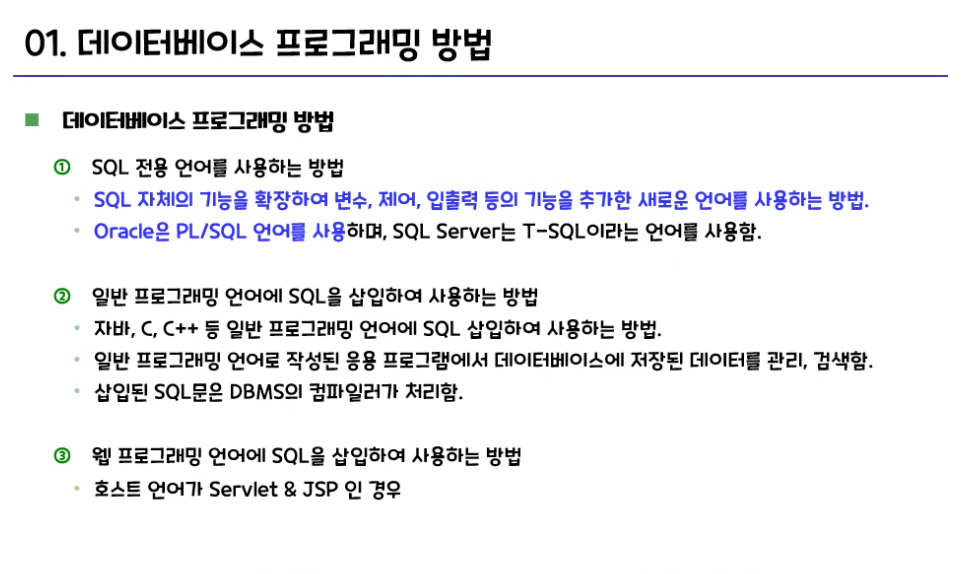 01. 데이터베이스 프로그래밍 방법
■ 데이터베이스 프로그래밍 방법
① SQL 전용 언어를 사용하는 방법
• SQL 자체의 기능을 확장하여 변수, 제어, 입출력 등의 기능을 추가한 새로운 언어를 사용하는 방법.
• Oracle은 PL/SQL 언어를 사용하며, SQL Server는 T-SQL이라는 언어를 사용함.
② 일반 프로그래밍 언어에 SQL을 삽입하여 사용하는 방법
• 자바, C, C++ 등 일반 프로그래밍 언어에 SQL 삽입하여 사용하는 방법.
• 일반 프로그래밍 언어로 작성된 응용 프로그램에서 데이터베이스에 저장된 데이터를 관리, 검색함.
• 삽입된 SQL문은 DBMS의 컴파일러가 처리함.
③ 웹 프로그래밍 언어에 SQL을 삽입하여 사용하는 방법
• 호스트 언어가 Servlet & JSP 인 경우